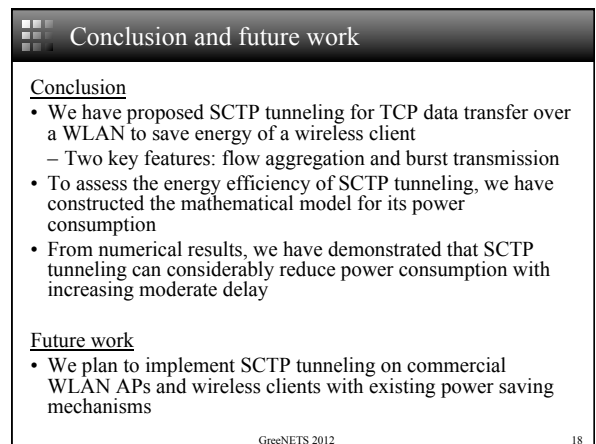 Conclusion and future work
Conclusion
• We have proposed SCTP tunneling for TCP data transfer over
a WLAN to save energy of a wireless client
– Two key features: flow aggregation and burst transmission
• To assess the energy efficiency of SCTP tunneling, we have
constructed the mathematical model for its power
consumption
• From numerical results, we have demonstrated that SCTP
tunneling can considerably reduce power consumption with
increasing moderate delay
Future work
• We plan to implement SCTP tunneling on commercial
WLAN APs and wireless clients with existing power saving
mechanisms
GreeNETS 2012
18